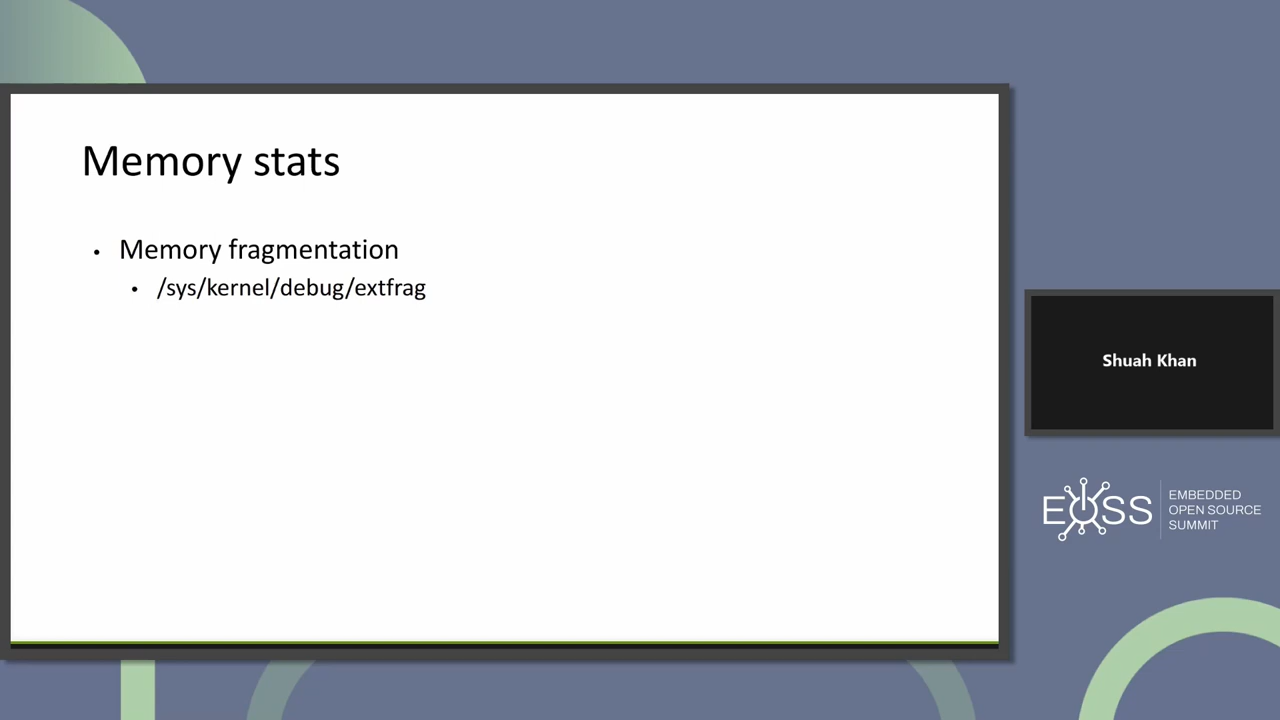 Memory stats
• Memory fragmentation
• /sys/kernel/debug/extfrag
Shuah Khan
EOSS
EMBEDDED
OPEN SOURCE
SUMMIT